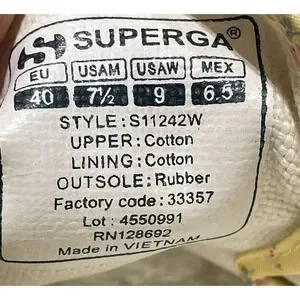 SUPERGA®
EU USAM USAW MEX
40 7½ 9 6.5
STYLE: S11242W
UPPER: Cotton
LINING: Cotton
OUTSOLE: Rubber
Factory code: 33357
Lot: 4550991
RN128692
Made in VIETNAM